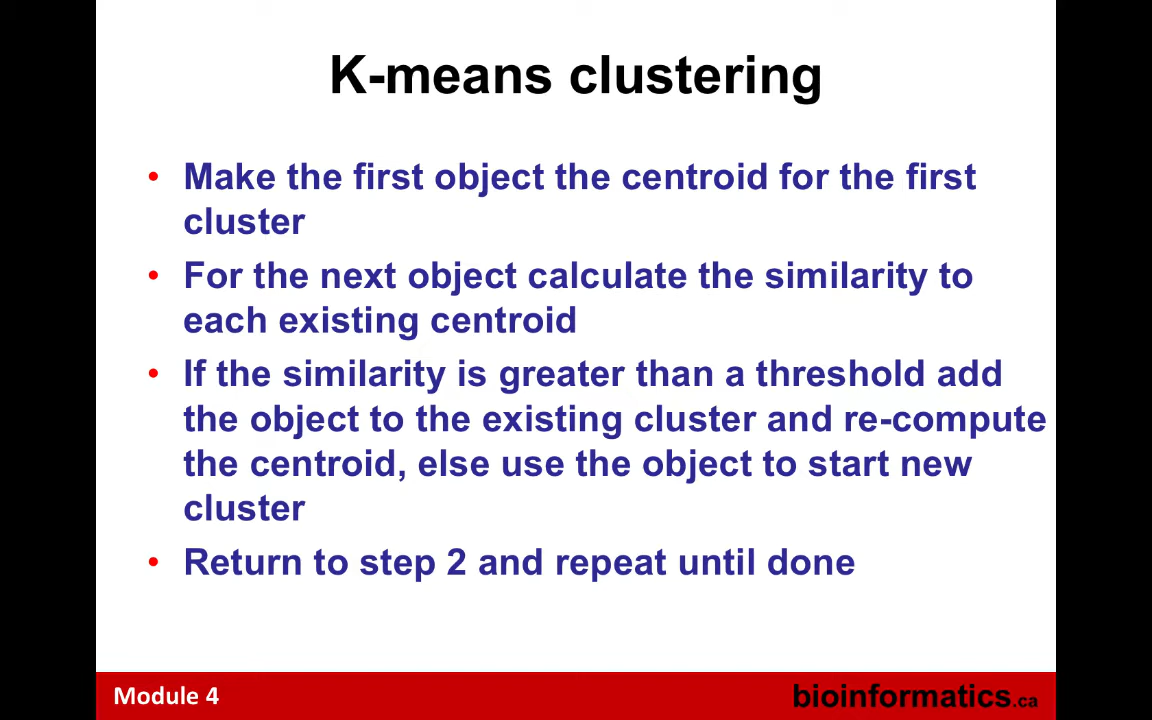 K-means clustering
• Make the first object the centroid for the first
cluster
• For the next object calculate the similarity to
each existing centroid
• If the similarity is greater than a threshold add
the object to the existing cluster and re-compute
the centroid, else use the object to start new
cluster
• Return to step 2 and repeat until done
Module 4
bioinformatics.ca